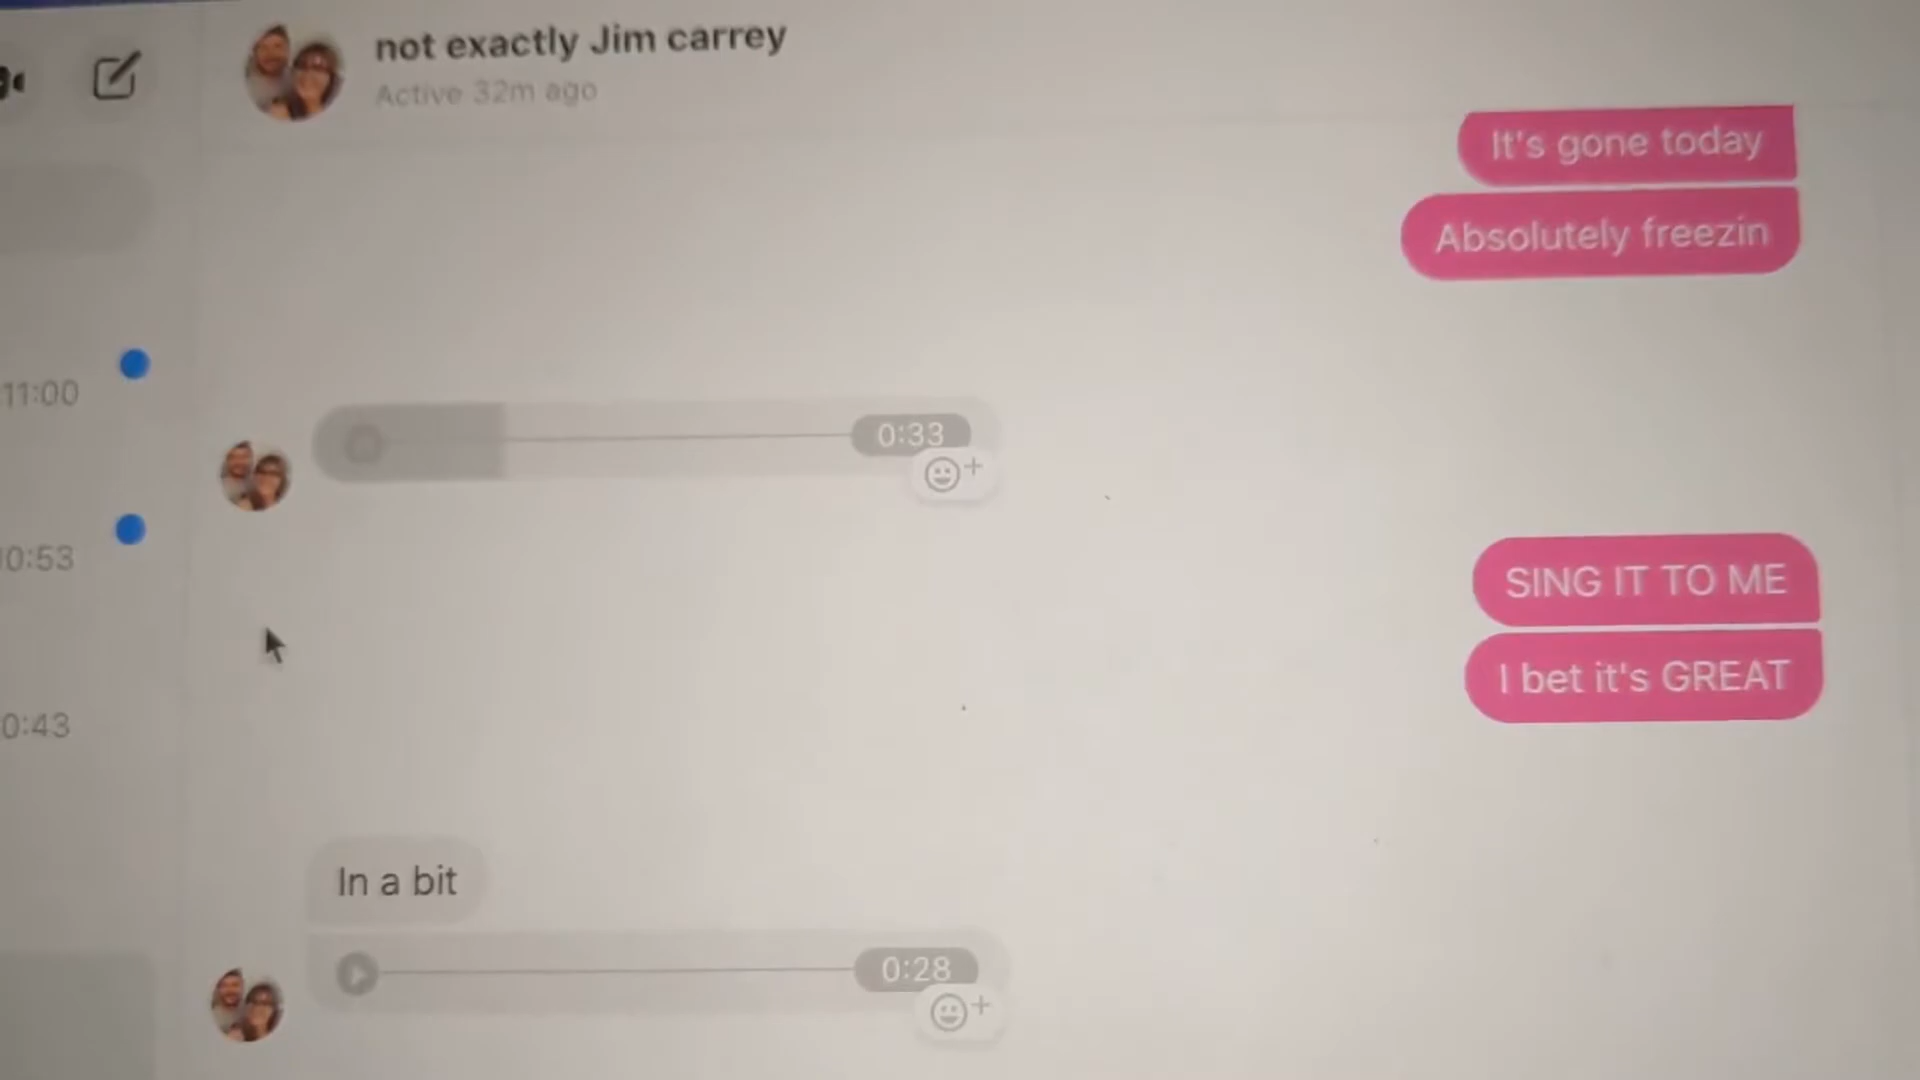 not exactly Jim carrey
Active 32m ago
It's gone today
Absolutely freezin
11:00
0:33
0:53
SING IT TO ME
I bet it's GREAT
0:43
In a bit
0:28